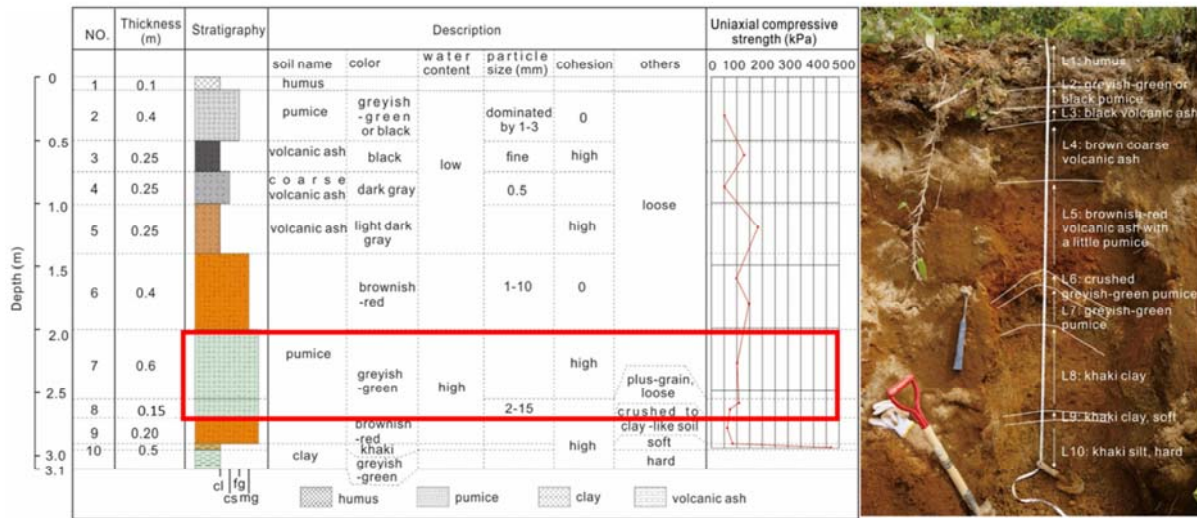 NO. Thickness (m) Stratigraphy Description Uniaxial compressive strength (kPa)
soil name color water content particle size (mm) cohesion others 0 100 200 300 400 500
Depth (m)
0
0.5
1.0
1.5
2.0
2.5
3.0
3.1
1 0.1 humus
2 0.4 pumice greyish-green or black dominated by 1-3 0
3 0.25 volcanic ash black low fine high
4 0.25 coarse volcanic ash dark gray 0.5
5 0.25 volcanic ash light dark gray high loose
6 0.4 brownish-red 1-10 0
7 0.6 pumice greyish-green high high plus-grain, loose
8 0.15 2-15 crushed to
9 0.20 brownish-red clay-like soil
10 0.5 clay khaki high soft
greyish-green hard
cl cs fg mg
humus pumice clay volcanic ash
L1: humus
L2: greyish-green or
black pumice
L3: black volcanic ash
L4: brown coarse
volcanic ash
L5: brownish-red
volcanic ash with
a little pumice
L6: crushed
greyish-green pumice
L7: greyish-green
pumice
L8: khaki clay
L9: khaki clay, soft
L10: khaki silt, hard